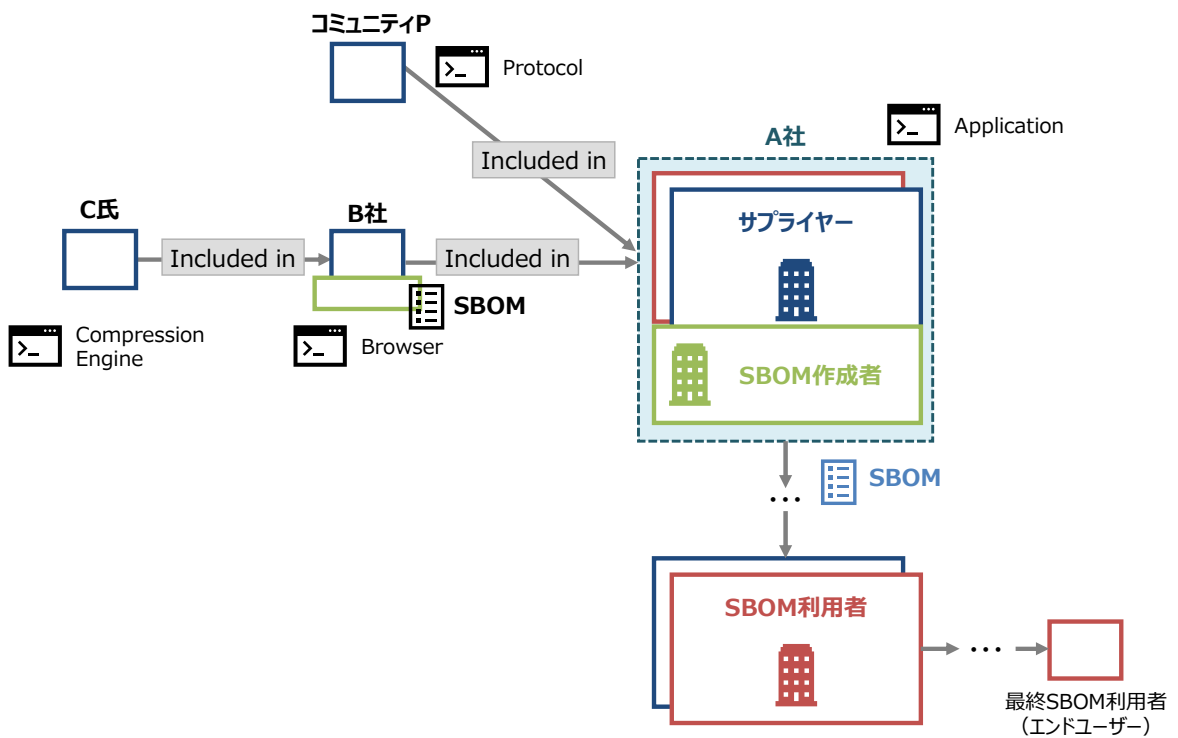 コミュニティP
Protocol
Application
A社
Included in
サプライヤー
C氏
B社
Included in
Included in
SBOM
Compression
Engine
Browser
SBOM作成者
SBOM
...
SBOM利用者
...
最終SBOM利用者
（エンドユーザー）